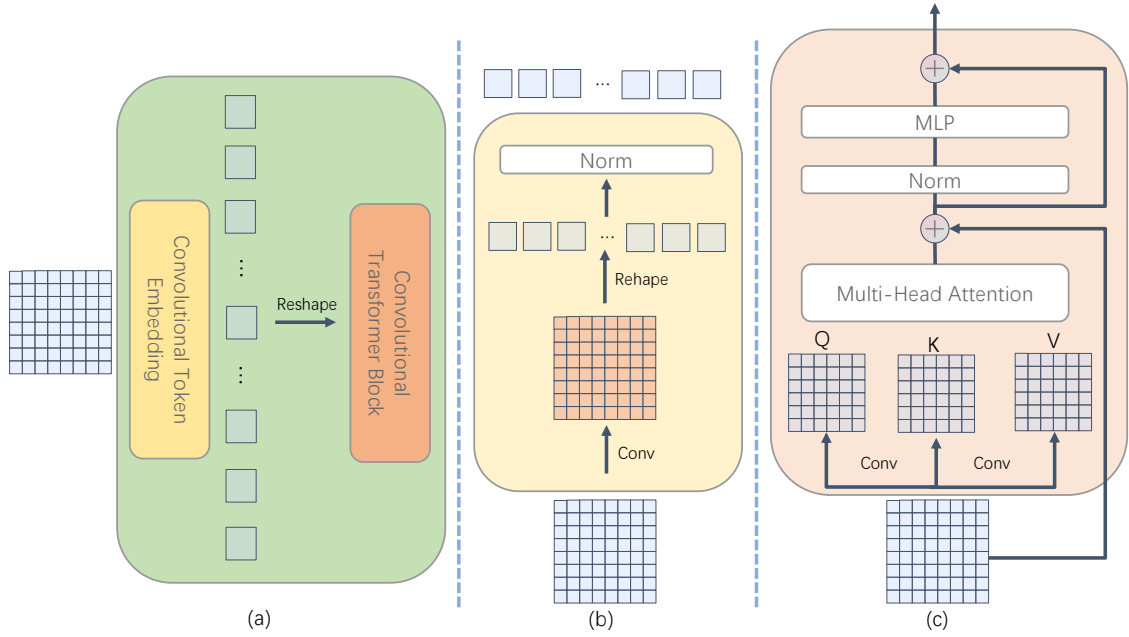 Convolutional Token
Embedding
...
...
Reshape
Convolutional
Transformer Block
(a)
...
Norm
...
Rehape
Conv
(b)
MLP
Norm
Multi-Head Attention
Q
K
V
Conv
Conv
(c)